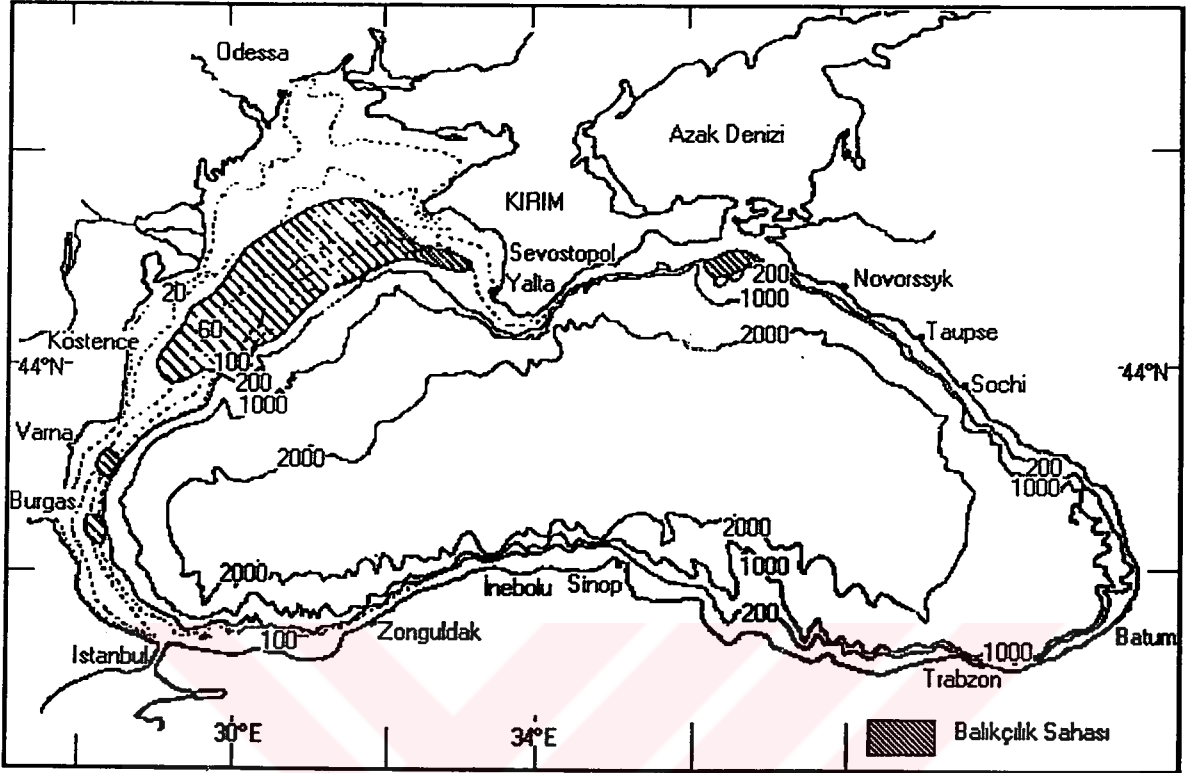 Odessa
Azak Denizi
KIRIM
Sevostopol
Yalta
200
1000
Novorssyk
20
60
Köstence
2000
Taupse
44°N
100
200
1000
44°N
Sochi
Varna
2000
200
1000
Burgas
2000
2000
1000
İnebolu
Sinop
200
Zonguldak
100
Istanbul
Batum
1000
Trabzon
30°E
34°E
Balıkçılık Sahası